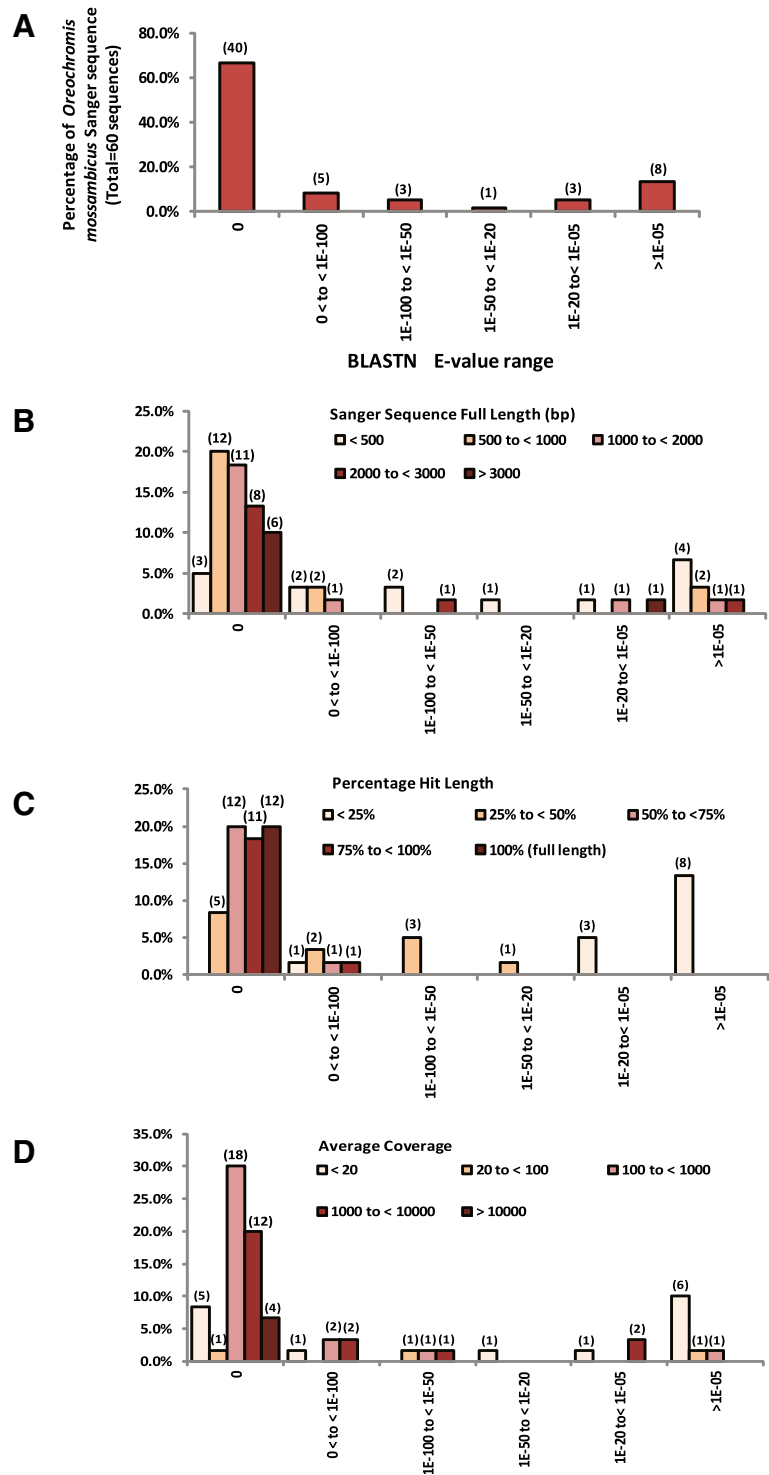 A
Percentage of Oreochromis
mossambicus Sanger sequence
(Total=60 sequences)
80.0%
60.0%
40.0%
20.0%
0.0%
(40)
(5)
(3)
(1)
(3)
(8)
0
0 < to < 1E-100
1E-100 to < 1E-50
1E-50 to < 1E-20
1E-20 to< 1E-05
>1E-05
BLASTN E-value range
B
Sanger Sequence Full Length (bp)
< 500
500 to < 1000
1000 to < 2000
2000 to < 3000
> 3000
25.0%
20.0%
15.0%
10.0%
5.0%
0.0%
(3)
(12)
(11)
(8)
(6)
(2)
(2)
(1)
(2)
(1)
(1)
(1)
(1)
(1)
(4)
(2)
(1)
(1)
0
0 < to < 1E-100
1E-100 to < 1E-50
1E-50 to < 1E-20
1E-20 to< 1E-05
>1E-05
C
Percentage Hit Length
< 25%
25% to < 50%
50% to <75%
75% to < 100%
100% (full length)
25.0%
20.0%
15.0%
10.0%
5.0%
0.0%
(5)
(12)
(11)
(12)
(1)
(2)
(1)
(1)
(3)
(1)
(3)
(8)
0
0 < to < 1E-100
1E-100 to < 1E-50
1E-50 to < 1E-20
1E-20 to< 1E-05
>1E-05
D
Average Coverage
< 20
20 to < 100
100 to < 1000
1000 to < 10000
> 10000
35.0%
30.0%
25.0%
20.0%
15.0%
10.0%
5.0%
0.0%
(5)
(1)
(18)
(12)
(4)
(1)
(2)
(2)
(1)
(1)
(1)
(1)
(1)
(2)
(6)
(1)
(1)
0
0 < to < 1E-100
1E-100 to < 1E-50
1E-50 to < 1E-20
1E-20 to< 1E-05
>1E-05